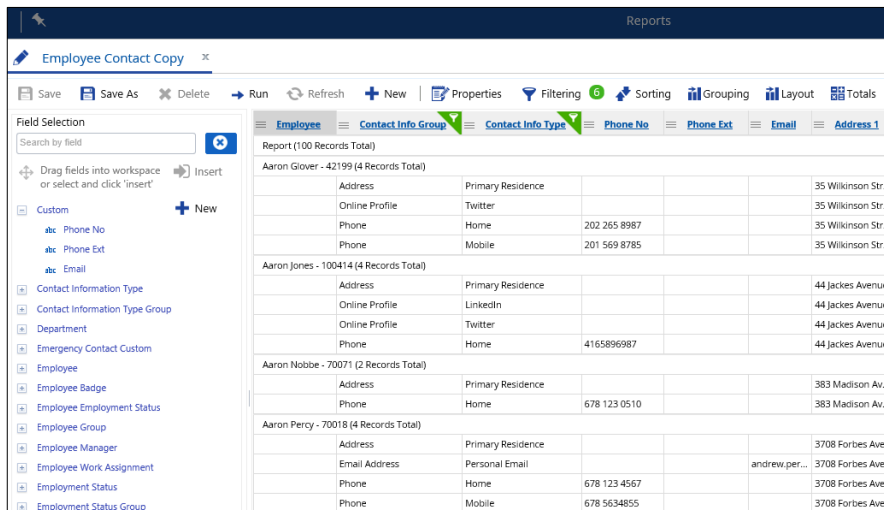 Reports
Employee Contact Copy x
Save Save As Delete Run Refresh New Properties Filtering 6 Sorting Grouping Layout Totals
Field Selection
Search by field
Drag fields into workspace
or select and click 'insert'
Insert
Custom New
abc Phone No
abc Phone Ext
abc Email
Contact Information Type
Contact Information Type Group
Department
Emergency Contact Custom
Employee
Employee Badge
Employee Employment Status
Employee Group
Employee Manager
Employee Work Assignment
Employment Status
Employment Status Group
Employee Contact Info Group Contact Info Type Phone No Phone Ext Email Address 1
Report (100 Records Total)
Aaron Glover - 42199 (4 Records Total)
Address Primary Residence 35 Wilkinson Str
Online Profile Twitter 35 Wilkinson Str
Phone Home 202 265 8987 35 Wilkinson Str
Phone Mobile 201 569 8785 35 Wilkinson Str
Aaron Jones - 100414 (4 Records Total)
Address Primary Residence 44 Jackes Avenu
Online Profile LinkedIn 44 Jackes Avenu
Online Profile Twitter 44 Jackes Avenu
Phone Home 4165896987 44 Jackes Avenu
Aaron Nobbe - 70071 (2 Records Total)
Address Primary Residence 383 Madison Av.
Phone Home 678 123 0510 383 Madison Av.
Aaron Percy - 70018 (4 Records Total)
Address Primary Residence 3708 Forbes Ave
Email Address Personal Email andrew.per... 3708 Forbes Ave
Phone Home 678 123 4567 3708 Forbes Ave
Phone Mobile 678 5634855 3708 Forbes Ave